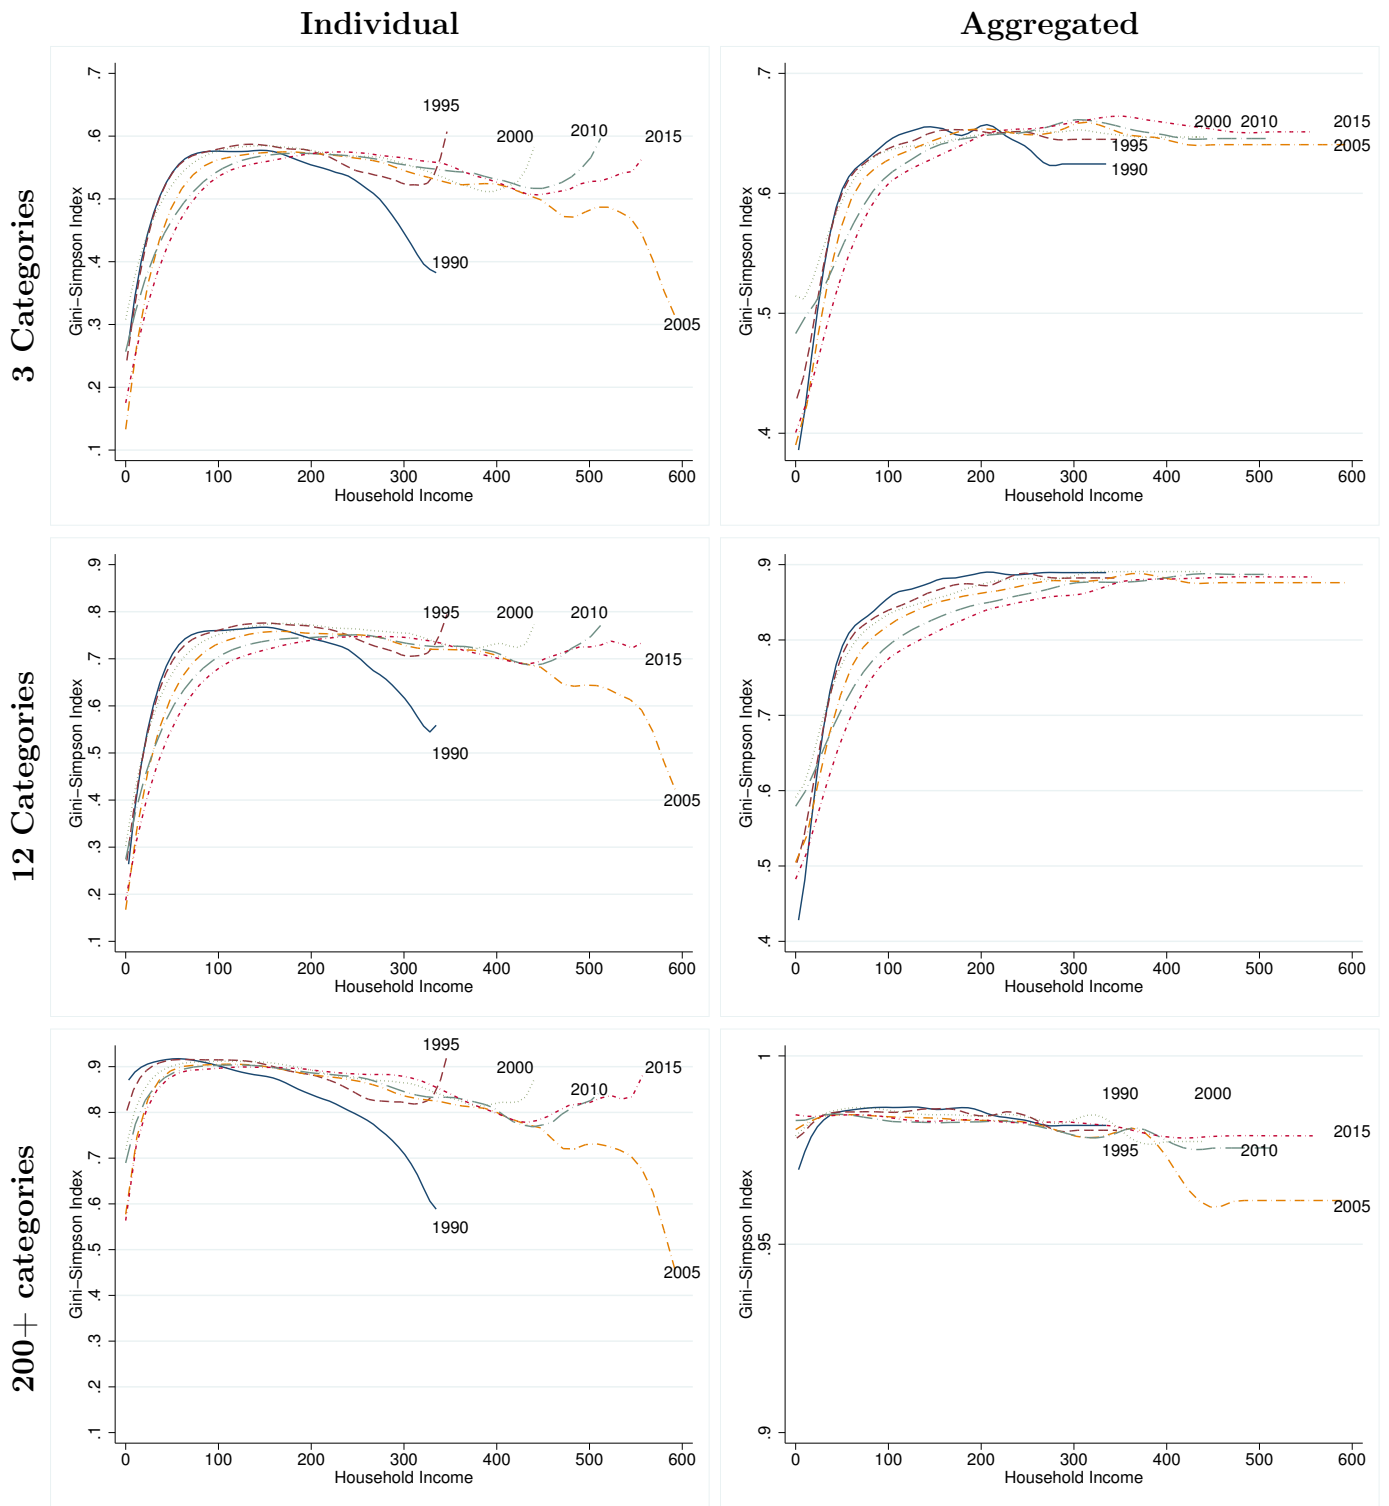 Individual
Aggregated
3 Categories
Gini−Simpson Index
.7
.6
.5
.4
.3
.2
.1
1995
2000
2010
2015
1990
2005
0 100 200 300 400 500 600
Household Income
Gini−Simpson Index
.7
.6
.5
.4
2000 2010 2015
1995 2005
1990
0 100 200 300 400 500 600
Household Income
12 Categories
Gini−Simpson Index
.9
.8
.7
.6
.5
.4
.3
.2
.1
1995 2000 2010
2015
1990
2005
0 100 200 300 400 500 600
Household Income
Gini−Simpson Index
.9
.8
.7
.6
.5
.4
0 100 200 300 400 500 600
Household Income
200+ categories
Gini−Simpson Index
.9
.8
.7
.6
.5
.4
.3
.2
.1
1995
2000 2015
2010
1990
2005
0 100 200 300 400 500 600
Household Income
Gini−Simpson Index
1
.95
.9
1990 2000
2015
1995 2010
2005
0 100 200 300 400 500 600
Household Income